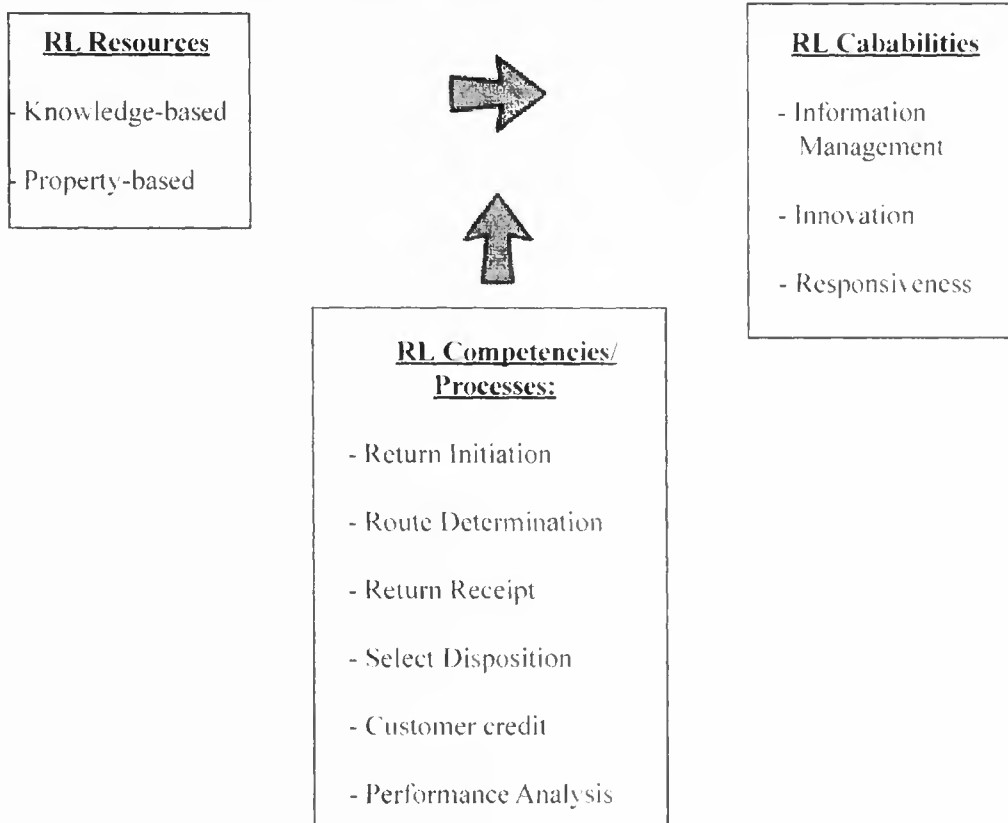 RL Resources
- Knowledge-based
- Property-based
RL Cababilities
- Information
Management
- Innovation
- Responsiveness
RL Competencies/
Processes:
- Return Initiation
- Route Determination
- Return Receipt
- Select Disposition
- Customer credit
- Performance Analysis